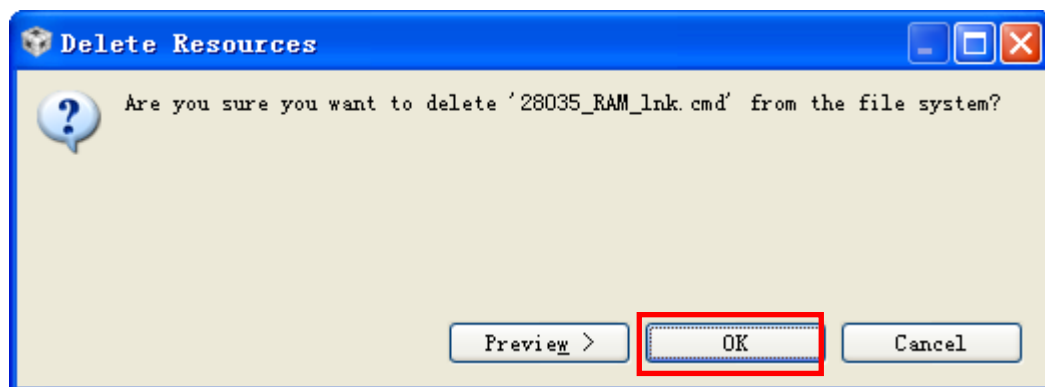 Delete Resources
Are you sure you want to delete '28035_RAM_lnk.cmd' from the file system?
Preview >
OK
Cancel